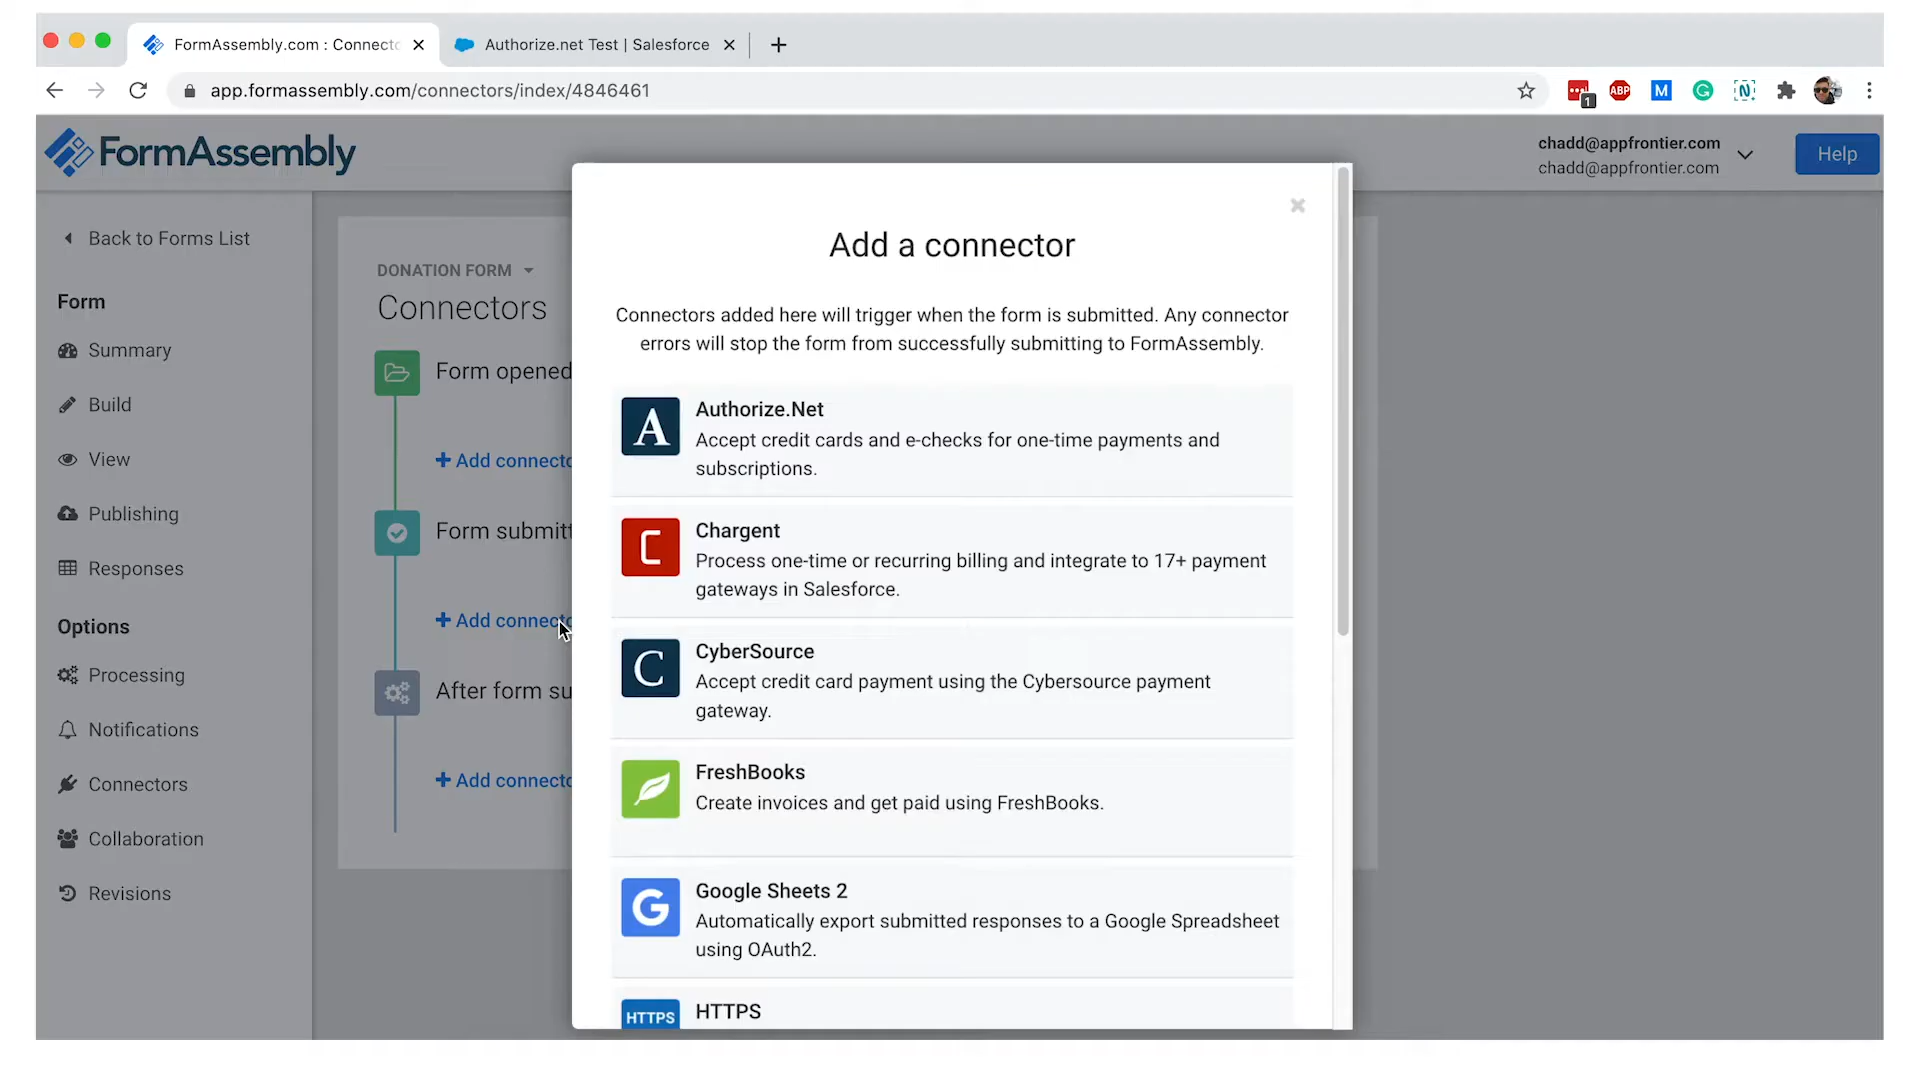 FormAssembly.com : Connecto
Authorize.net Test | Salesforce
app.formassembly.com/connectors/index/4846461
1
ABP
M
G
N
FormAssembly
chadd@appfrontier.com
chadd@appfrontier.com
Help
Back to Forms List
Form
Summary
Build
View
Publishing
Responses
Options
Processing
Notifications
Connectors
Collaboration
Revisions
DONATION FORM
Connectors
Form opened
+ Add connecto
Form submitt
+ Add connecto
After form su
+ Add connecto
Add a connector
Connectors added here will trigger when the form is submitted. Any connector
errors will stop the form from successfully submitting to FormAssembly.
A
Authorize.Net
Accept credit cards and e-checks for one-time payments and
subscriptions.
C
Chargent
Process one-time or recurring billing and integrate to 17+ payment
gateways in Salesforce.
C
CyberSource
Accept credit card payment using the Cybersource payment
gateway.
FreshBooks
Create invoices and get paid using FreshBooks.
G
Google Sheets 2
Automatically export submitted responses to a Google Spreadsheet
using OAuth2.
HTTPS
HTTPS